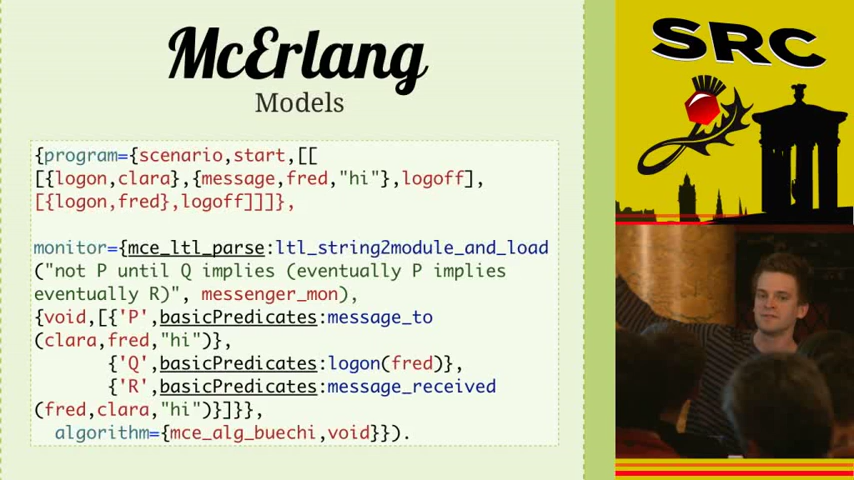 McErlang
Models
{program={scenario,start,[[
[{logon,clara},{message,fred,"hi"},logoff],
[{logon,fred},logoff]]]},
monitor={mce_ltl_parse:ltl_string2module_and_load
("not P until Q implies (eventually P implies
eventually R)", messenger_mon),
{void,[{'P',basicPredicates:message_to
(clara,fred,"hi")},
{'Q',basicPredicates:logon(fred)},
{'R',basicPredicates:message_received
(fred,clara,"hi")}]}},
algorithm={mce_alg_buechi,void}}).
SRC